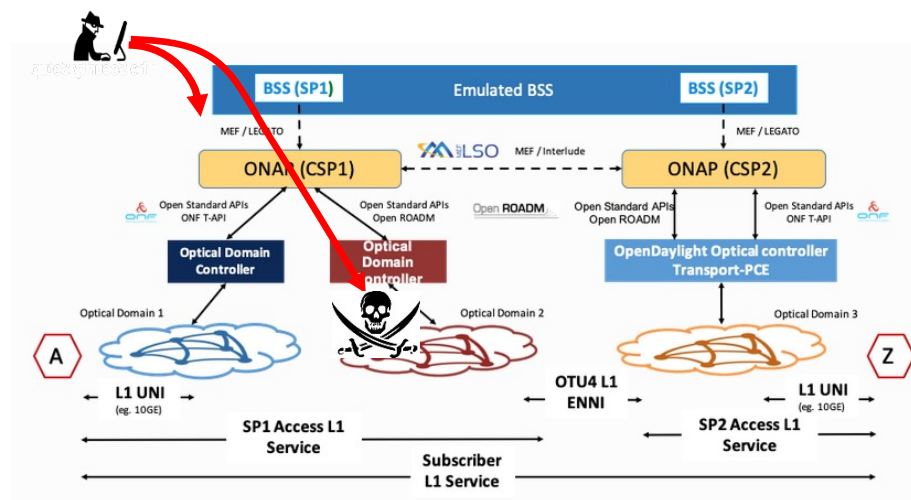 BSS (SP1)
Emulated BSS
BSS (SP2)
MEF / LEGATO
MEF
LSO
MEF / Interlude
MEF / LEGATO
ONAP (CSP1)
ONAP (CSP2)
ONF
Open Standard APIs
ONF T-API
Open Standard APIs
Open ROADM
Open ROADM
Open Standard APIs
Open ROADM
Open Standard APIs
ONF T-API
ONF
Optical Domain
Controller
Optical
Domain
Controller
OpenDaylight Optical controller
Transport-PCE
Optical Domain 1
Optical Domain 2
Optical Domain 3
A
Z
L1 UNI
(eg. 10GE)
OTU4 L1
ENNI
L1 UNI
(eg. 10GE)
SP1 Access L1
Service
SP2 Access L1
Service
Subscriber
L1 Service